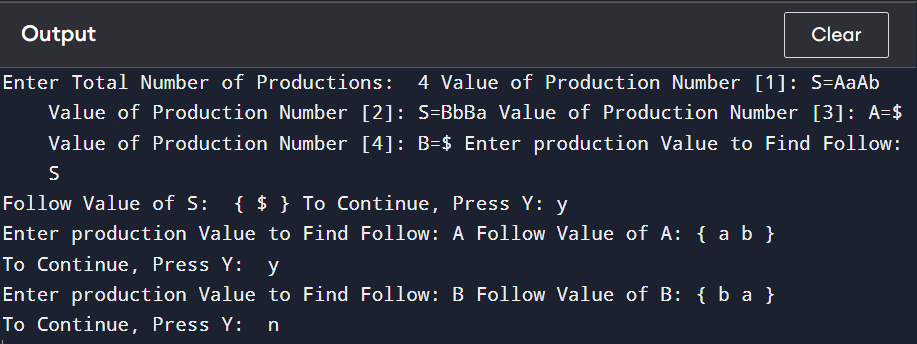 Output
Clear
Enter Total Number of Productions:  4 Value of Production Number [1]: S=AaAb
Value of Production Number [2]: S=BbBa Value of Production Number [3]: A=$
Value of Production Number [4]: B=$ Enter production Value to Find Follow:
S
Follow Value of S:  { $ } To Continue, Press Y: y
Enter production Value to Find Follow: A Follow Value of A: { a b }
To Continue, Press Y:  y
Enter production Value to Find Follow: B Follow Value of B: { b a }
To Continue, Press Y:  n